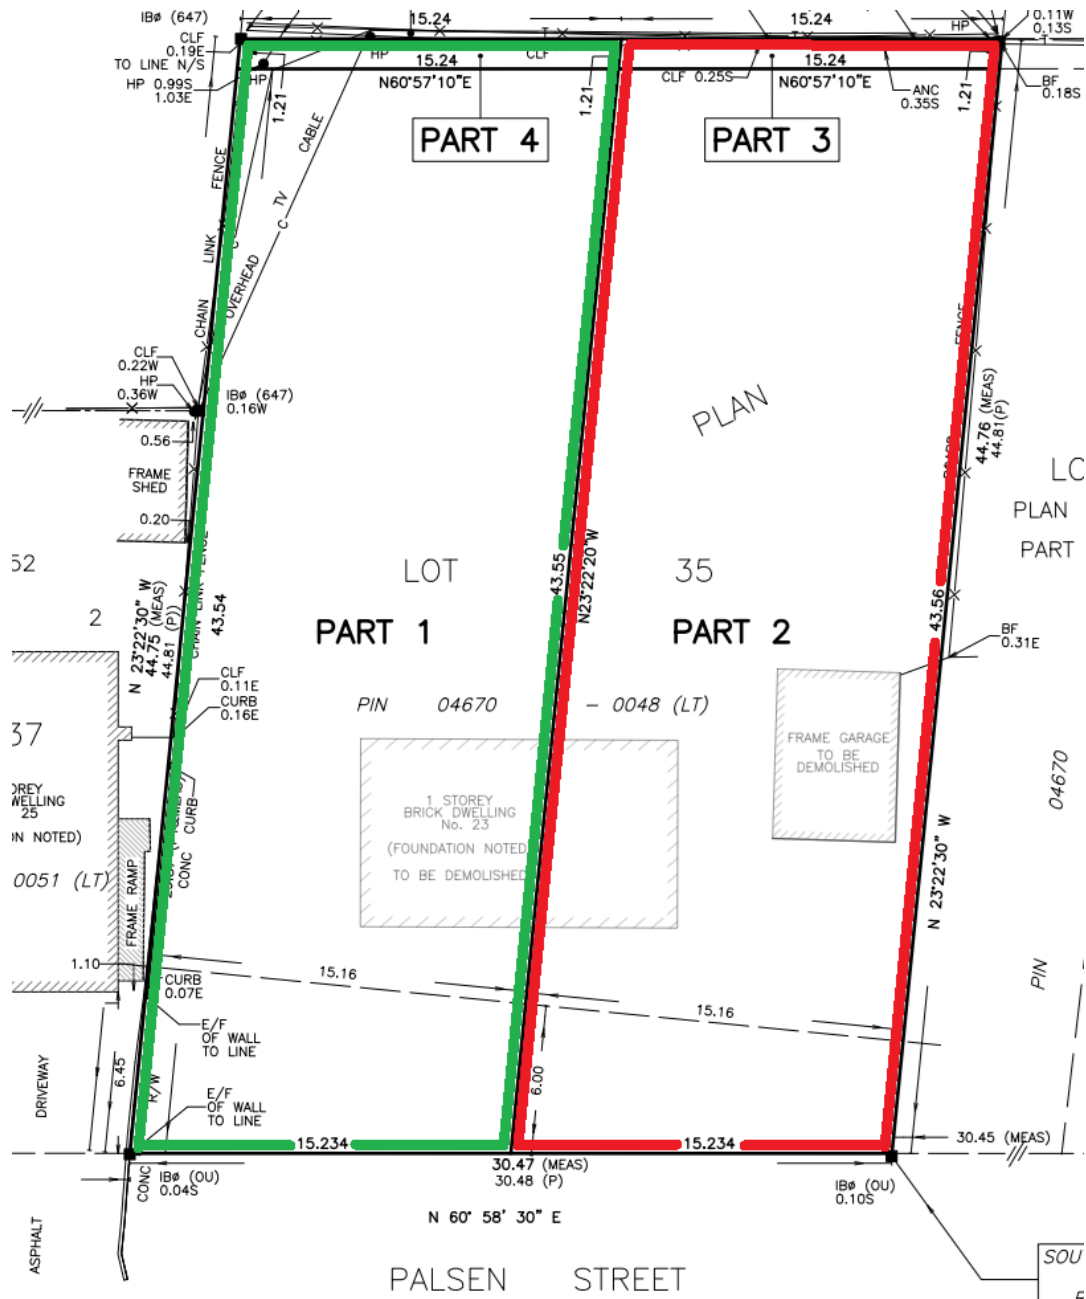 IBø (647)
15.24
15.24
HP
0.11W
0.13S
CLF
0.19E
TO LINE N/S
HP 0.99S
1.03E
HP
HP
CLF
15.24
N60°57'10"E
1.21
1.21
CLF 0.25S
15.24
N60°57'10"E
ANC
0.35S
1.21
BF
0.18S
PART 4
PART 3
CHAIN LINK FENCE
OVERHEAD C TV CABLE
C
FENCE
CLF
0.22W
HP
0.36W
IBø (647)
0.16W
PLAN
44.76 (MEAS)
44.81(P)
0.56
FRAME
SHED
0.20
LO
PLAN
PART
52
2
LOT 35
PART 1
PART 2
N 23°22'30" W
44.75 (MEAS)
44.81 (P)
43.54
CHAIN LINK FENCE
43.55
N23°22'20"W
43.56
BF
0.31E
CLF
0.11E
CURB
0.16E
PIN 04670 - 0048 (LT)
37
FRAME GARAGE
TO BE
DEMOLISHED
04670
OREY
WELLING
25
ON NOTED)
0051 (LT)
1 STOREY
BRICK DWELLING
No. 23
(FOUNDATION NOTED
TO BE DEMOLISHED
CONC CURB
FRAME RAMP
N 23°22'30" W
1.10
15.16
15.16
PIN
CURB
0.07E
E/F
OF WALL
TO LINE
E/F
OF WALL
TO LINE
DRIVEWAY
6.45
R/W
6.00
15.234
15.234
30.45 (MEAS)
30.47 (MEAS)
30.48 (P)
CONC
IBø (OU)
0.04S
IBø (OU)
0.10S
N 60° 58' 30" E
ASPHALT
SOU
PALSEN STREET